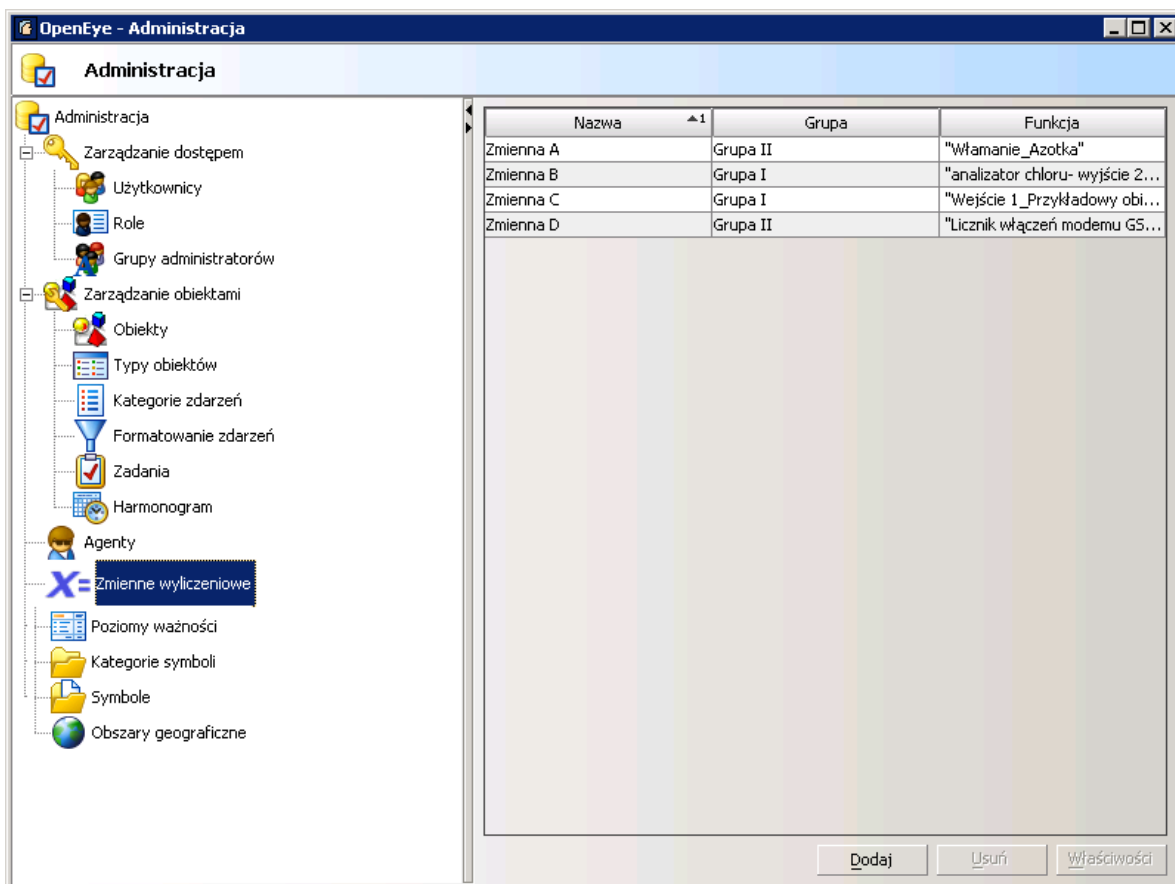 OpenEye - Administracja
Administracja
Administracja
Zarządzanie dostępem
Użytkownicy
Role
Grupy administratorów
Zarządzanie obiektami
Obiekty
Typy obiektów
Kategorie zdarzeń
Formatowanie zdarzeń
Zadania
Harmonogram
Agenty
X= Zmienne wyliczeniowe
Poziomy ważności
Kategorie symboli
Symbole
Obszary geograficzne
Nazwa 1 Grupa Funkcja
Zmienna A Grupa II "Włamanie_Azotka"
Zmienna B Grupa I "analizator chloru- wyjście 2...
Zmienna C Grupa I "Wejście 1_Przykładowy obi...
Zmienna D Grupa II "Licznik włączeń modemu GS...
Dodaj Usuń Właściwości